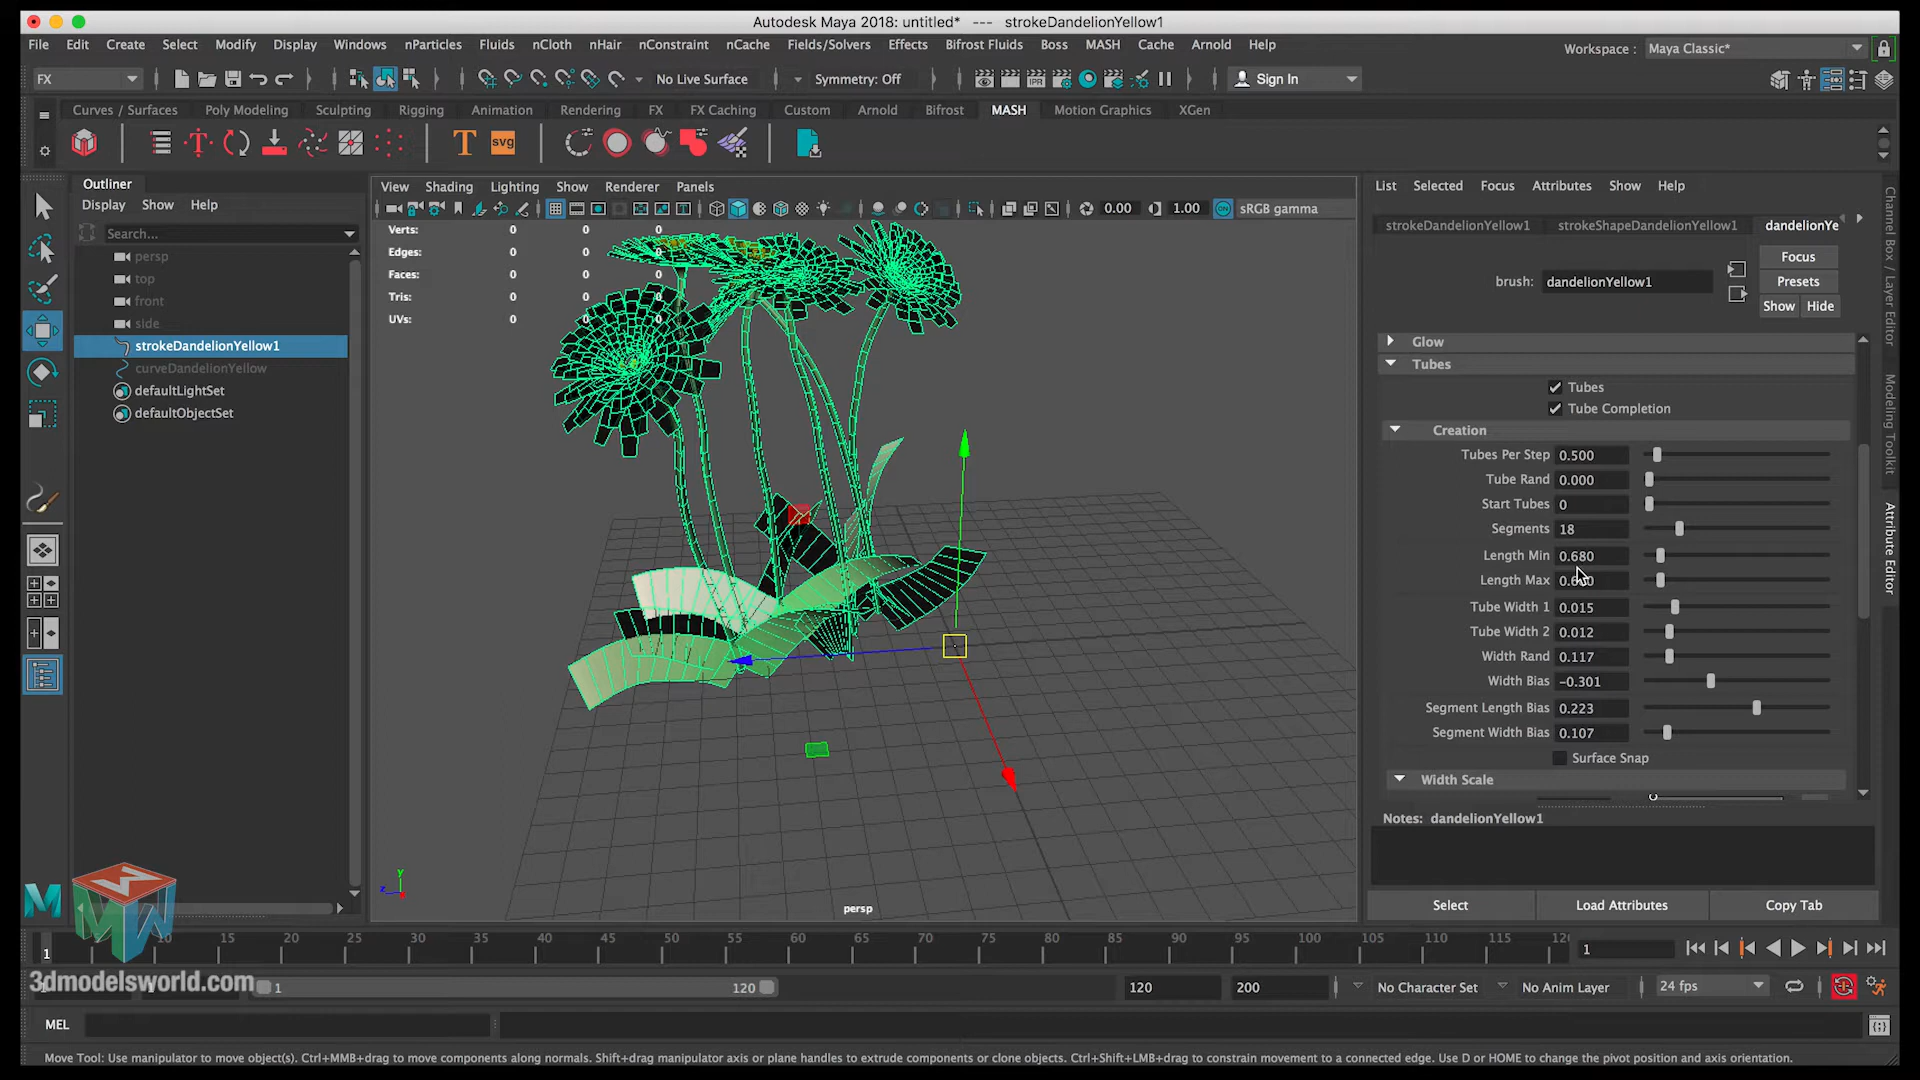 Autodesk Maya 2018: untitled* --- strokeDandelionYellow1
File Edit Create Select Modify Display Windows nParticles Fluids nCloth nHair nConstraint nCache Fields/Solvers Effects Bifrost Fluids Boss MASH Cache Arnold Help Workspace : Maya Classic*
FX No Live Surface Symmetry: Off IPR Sign In
Curves / Surfaces Poly Modeling Sculpting Rigging Animation Rendering FX FX Caching Custom Arnold Bifrost MASH Motion Graphics XGen
T svg
Outliner
Display Show Help
Search...
persp
top
front
side
strokeDandelionYellow1
curveDandelionYellow
defaultLightSet
defaultObjectSet
View Shading Lighting Show Renderer Panels
0.00 1.00 ON sRGB gamma
Verts: 0 0 0
Edges: 0 0 0
Faces: 0 0 0
Tris: 0 0 0
UVs: 0 0 0
y
z
persp
List Selected Focus Attributes Show Help
strokeDandelionYellow1 strokeShapeDandelionYellow1 dandelionYe
Focus
brush: dandelionYellow1 Presets
Show Hide
Glow
Tubes
Tubes
Tube Completion
Creation
Tubes Per Step 0.500
Tube Rand 0.000
Start Tubes 0
Segments 18
Length Min 0.680
Length Max
Tube Width 1 0.015
Tube Width 2 0.012
Width Rand 0.117
Width Bias -0.301
Segment Length Bias 0.223
Segment Width Bias 0.107
Surface Snap
Width Scale
Notes: dandelionYellow1
Select Load Attributes Copy Tab
Channel Box / Layer Editor
Modeling Toolkit
Attribute Editor
1 10 15 20 25 30 35 40 45 50 55 60 65 70 75 80 85 90 95 100 105 110 115 12 1
3dmodelsworld.com
1 120 120 200 No Character Set No Anim Layer 24 fps
MEL
Move Tool: Use manipulator to move object(s). Ctrl+MMB+drag to move components along normals. Shift+drag manipulator axis or plane handles to extrude components or clone objects. Ctrl+Shift+LMB+drag to constrain movement to a connected edge. Use D or HOME to change the pivot position and axis orientation.